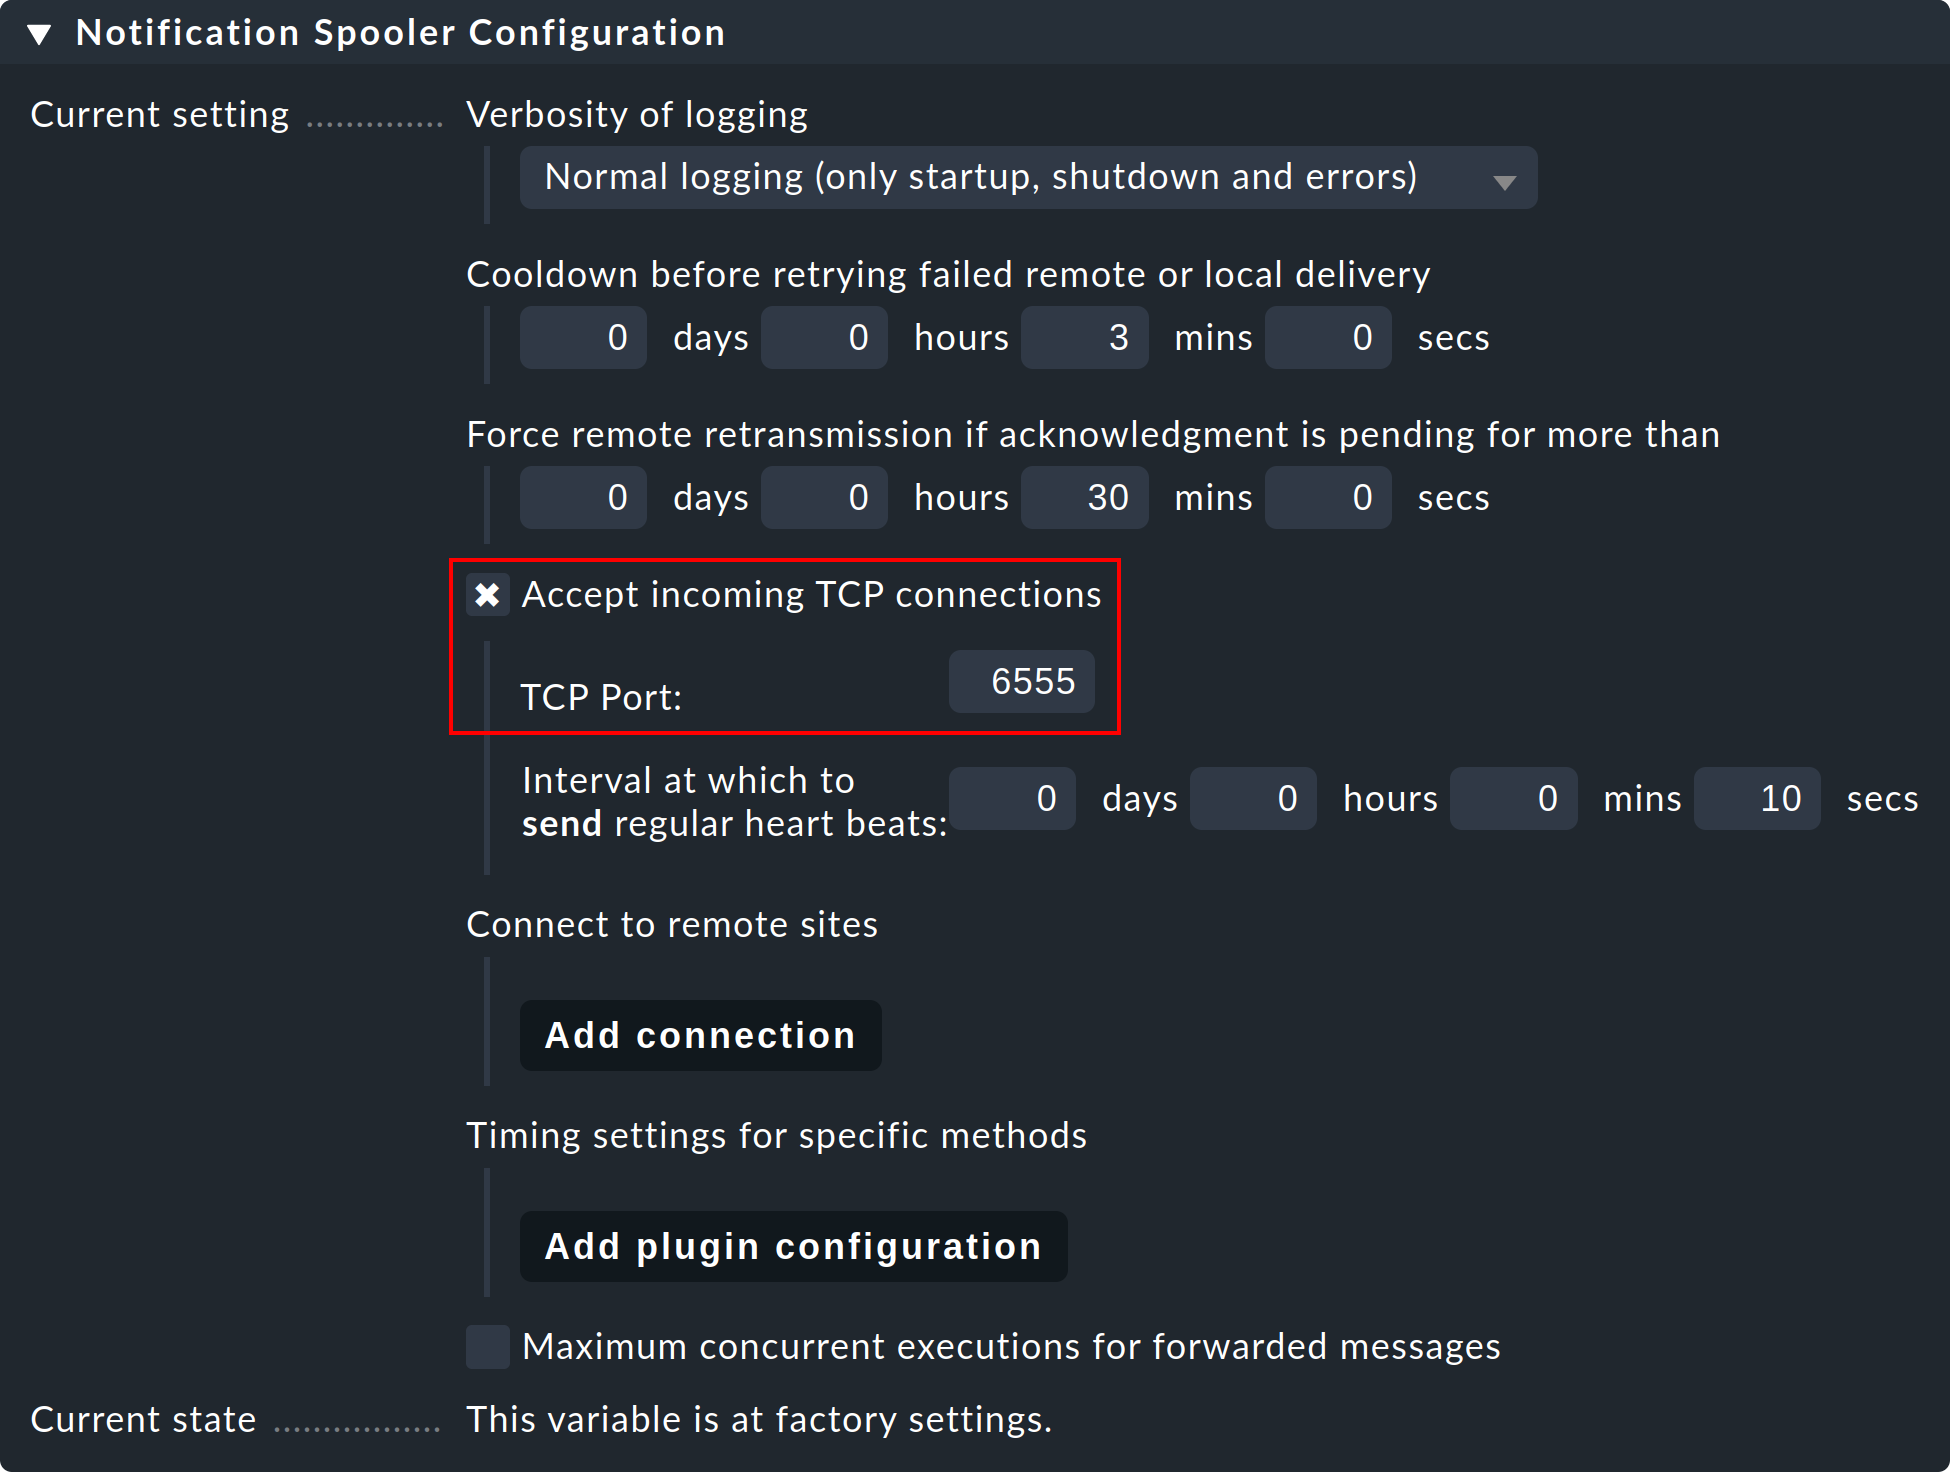 Notification Spooler Configuration
Current setting .............. Verbosity of logging
Normal logging (only startup, shutdown and errors)
Cooldown before retrying failed remote or local delivery
0 days 0 hours 3 mins 0 secs
Force remote retransmission if acknowledgment is pending for more than
0 days 0 hours 30 mins 0 secs
Accept incoming TCP connections
TCP Port: 6555
Interval at which to
send regular heart beats: 0 days 0 hours 0 mins 10 secs
Connect to remote sites
Add connection
Timing settings for specific methods
Add plugin configuration
Maximum concurrent executions for forwarded messages
Current state ................. This variable is at factory settings.